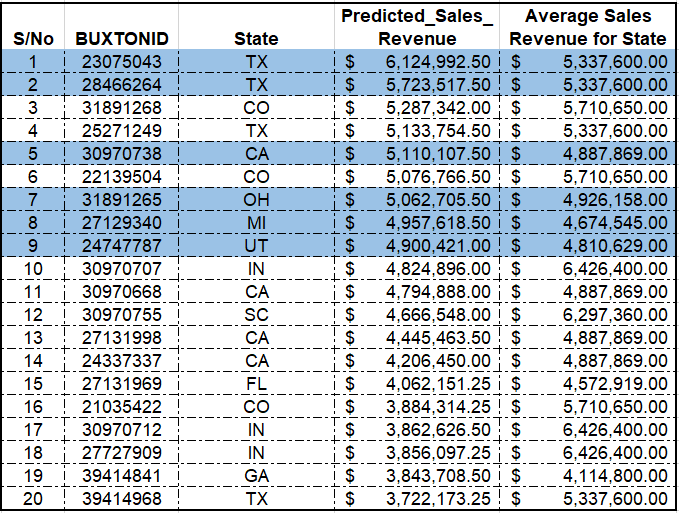 S/No BUXTONID State Predicted_Sales_ Revenue Average Sales Revenue for State
1 23075043 TX $ 6,124,992.50 $ 5,337,600.00
2 28466264 TX $ 5,723,517.50 $ 5,337,600.00
3 31891268 CO $ 5,287,342.00 $ 5,710,650.00
4 25271249 TX $ 5,133,754.50 $ 5,337,600.00
5 30970738 CA $ 5,110,107.50 $ 4,887,869.00
6 22139504 CO $ 5,076,766.50 $ 5,710,650.00
7 31891265 OH $ 5,062,705.50 $ 4,926,158.00
8 27129340 MI $ 4,957,618.50 $ 4,674,545.00
9 24747787 UT $ 4,900,421.00 $ 4,810,629.00
10 30970707 IN $ 4,824,896.00 $ 6,426,400.00
11 30970668 CA $ 4,794,888.00 $ 4,887,869.00
12 30970755 SC $ 4,666,548.00 $ 6,297,360.00
13 27131998 CA $ 4,445,463.50 $ 4,887,869.00
14 24337337 CA $ 4,206,450.00 $ 4,887,869.00
15 27131969 FL $ 4,062,151.25 $ 4,572,919.00
16 21035422 CO $ 3,884,314.25 $ 5,710,650.00
17 30970712 IN $ 3,862,626.50 $ 6,426,400.00
18 27727909 IN $ 3,856,097.25 $ 6,426,400.00
19 39414841 GA $ 3,843,708.50 $ 4,114,800.00
20 39414968 TX $ 3,722,173.25 $ 5,337,600.00